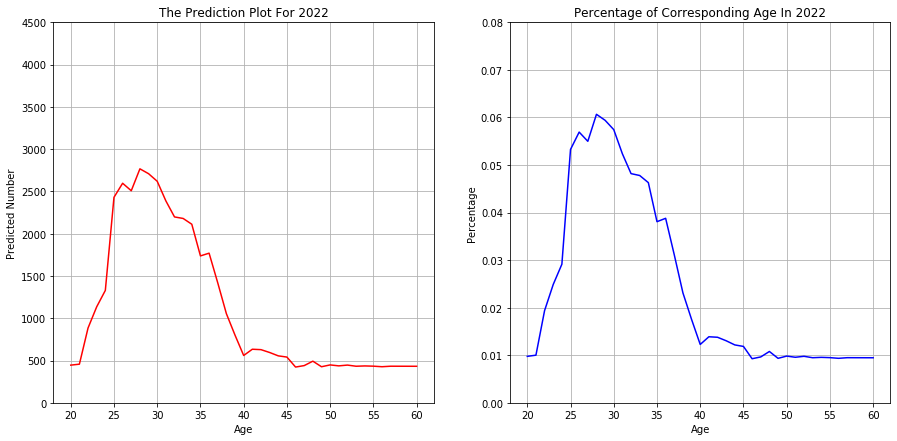 The Prediction Plot For 2022
4500
4000
3500
3000
2500
2000
1500
1000
500
0
Predicted Number
20 25 30 35 40 45 50 55 60
Age
Percentage of Corresponding Age In 2022
0.08
0.07
0.06
0.05
0.04
0.03
0.02
0.01
0.00
Percentage
20 25 30 35 40 45 50 55 60
Age